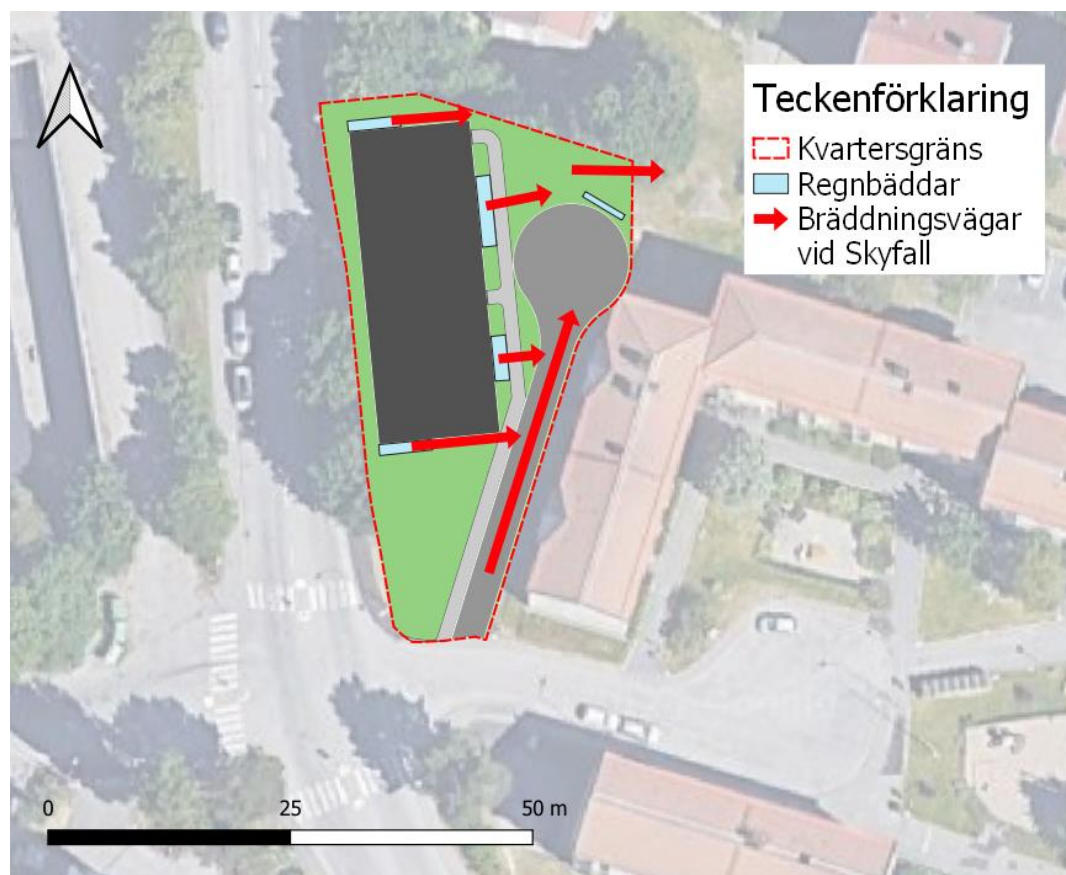 Teckenförklaring
Kvartersgräns
Regnbäddar
Bräddningsvägar
vid Skyfall
0 25 50 m